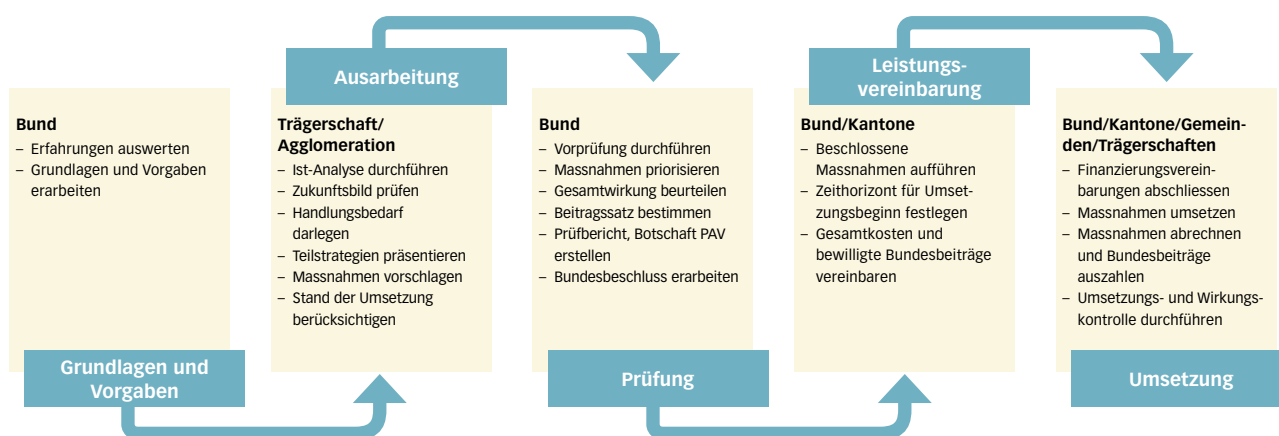 Bund
– Erfahrungen auswerten
– Grundlagen und Vorgaben
erarbeiten
Grundlagen und
Vorgaben
Ausarbeitung
Trägerschaft/
Agglomeration
– Ist-Analyse durchführen
– Zukunftsbild prüfen
– Handlungsbedarf
darlegen
– Teilstrategien präsentieren
– Massnahmen vorschlagen
– Stand der Umsetzung
berücksichtigen
Bund
– Vorprüfung durchführen
– Massnahmen priorisieren
– Gesamtwirkung beurteilen
– Beitragssatz bestimmen
– Prüfbericht, Botschaft PAV
erstellen
– Bundesbeschluss erarbeiten
Prüfung
Leistungs-
vereinbarung
Bund/Kantone
– Beschlossene
Massnahmen aufführen
– Zeithorizont für Umset-
zungsbeginn festlegen
– Gesamtkosten und
bewilligte Bundesbeiträge
vereinbaren
Bund/Kantone/Gemein-
den/Trägerschaften
– Finanzierungsverein-
barungen abschliessen
– Massnahmen umsetzen
– Massnahmen abrechnen
und Bundesbeiträge
auszahlen
– Umsetzungs- und Wirkungs-
kontrolle durchführen
Umsetzung